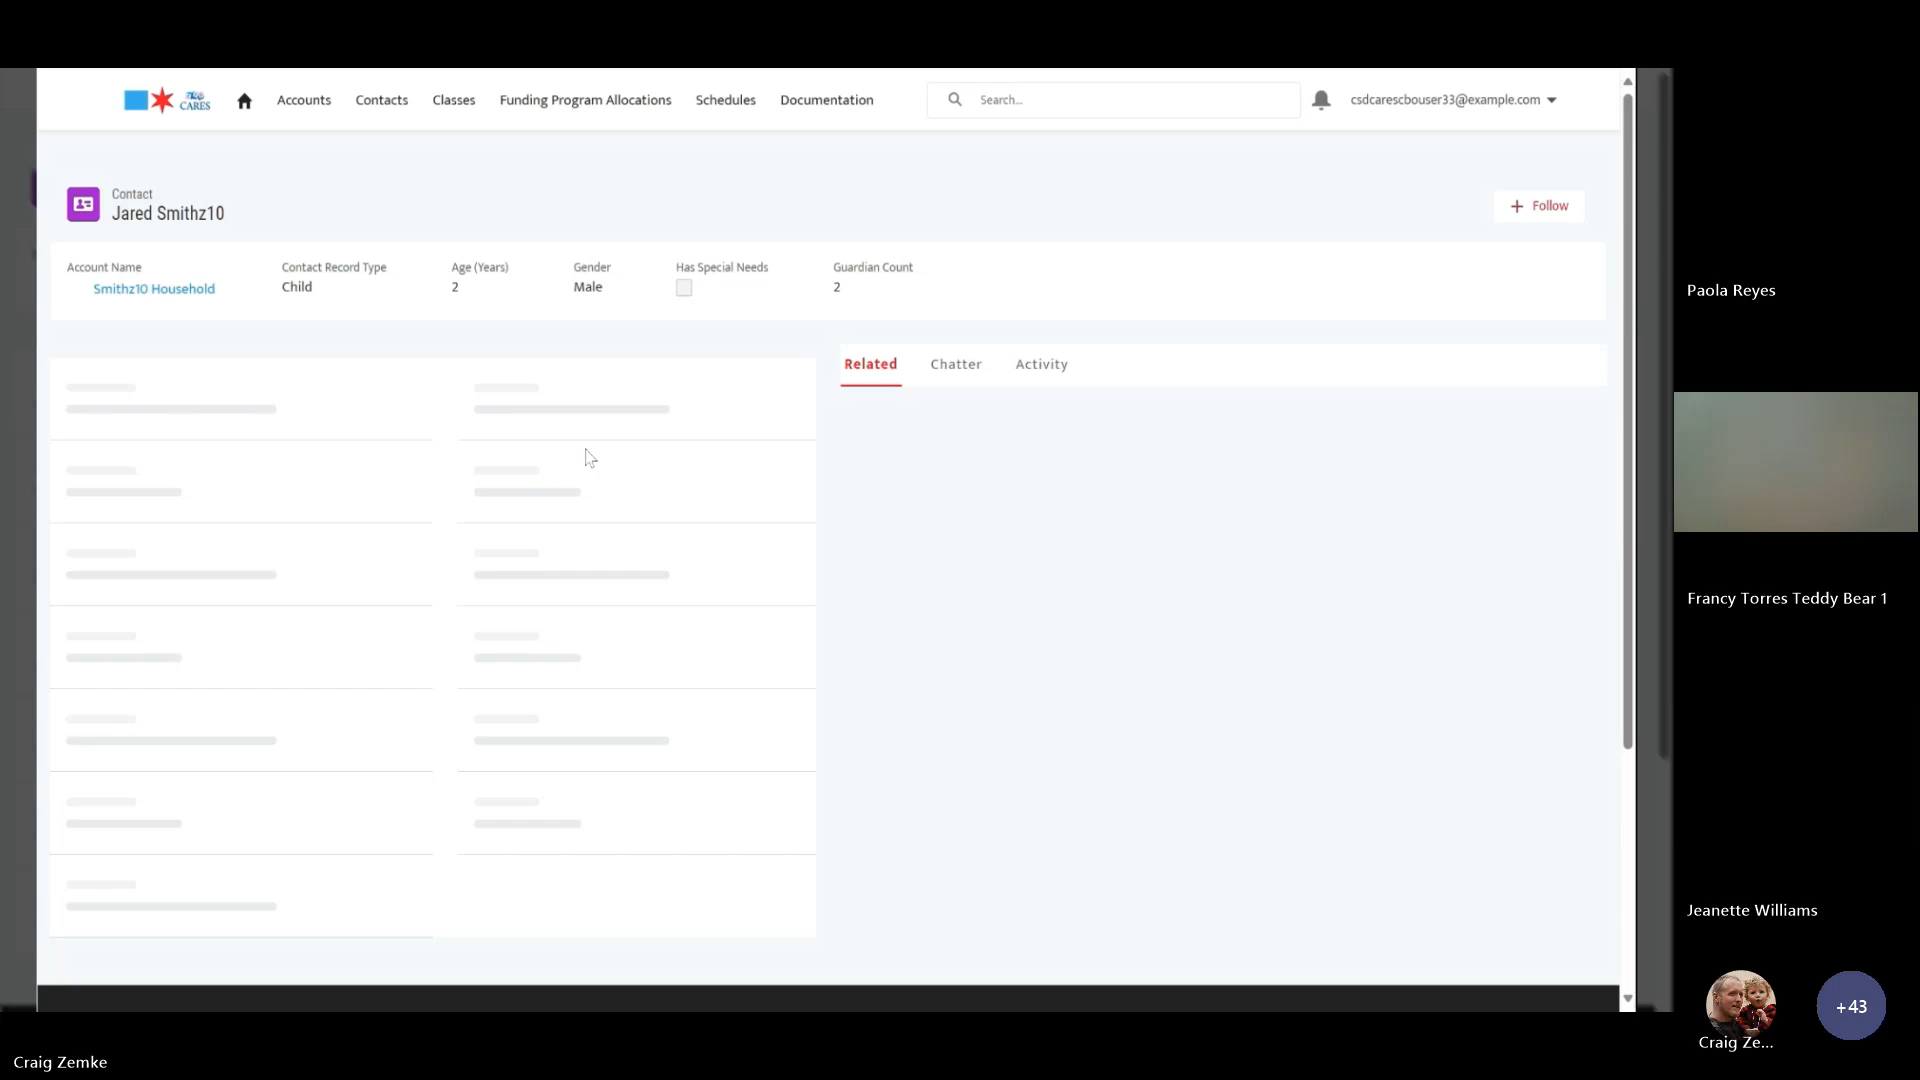 CARES
Accounts
Contacts
Classes
Funding Program Allocations
Schedules
Documentation
Search...
csdcarescbouser33@example.com
Contact
Jared Smithz10
Follow
Account Name
Smithz10 Household
Contact Record Type
Child
Age (Years)
2
Gender
Male
Has Special Needs
Guardian Count
2
Related
Chatter
Activity
Paola Reyes
Francy Torres Teddy Bear 1
Jeanette Williams
+43
Craig Ze...
Craig Zemke